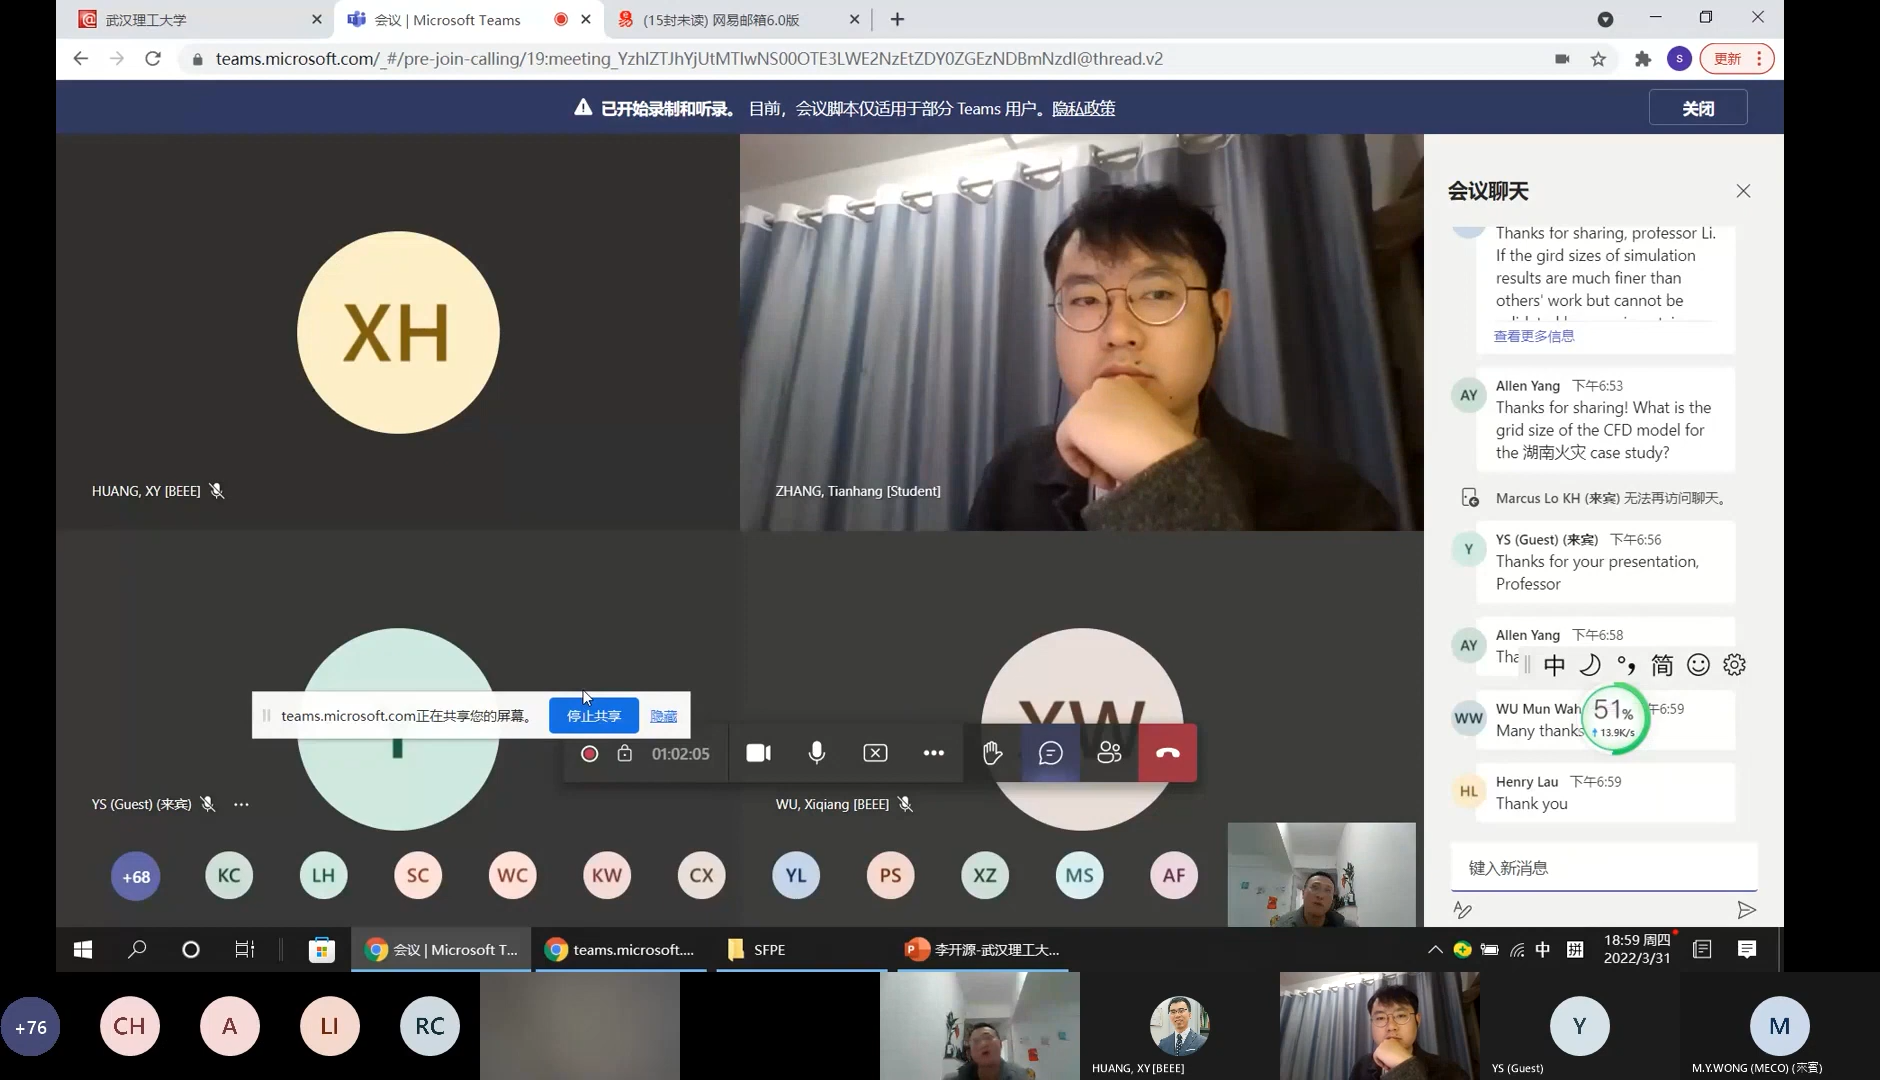 武汉理工大学
会议 | Microsoft Teams
(15封未读) 网易邮箱6.0版
teams.microsoft.com/_#/pre-join-calling/19:meeting_YzhlZTJhYjUtMTIwNS00OTE3LWE2NzEtZDY0ZGEzNDBmNzdl@thread.v2
S
更新
已开始录制和听录。 目前，会议脚本仅适用于部分 Teams 用户。隐私政策
关闭
XH
HUANG, XY [BEEE]
ZHANG, Tianhang [Student]
会议聊天
Thanks for sharing, professor Li.
If the gird sizes of simulation
results are much finer than
others' work but cannot be
查看更多信息
AY
Allen Yang 下午6:53
Thanks for sharing! What is the
grid size of the CFD model for
the 湖南火灾 case study?
Marcus Lo KH (来宾) 无法再访问聊天。
Y
YS (Guest) (来宾) 下午6:56
Thanks for your presentation,
Professor
AY
Allen Yang 下午6:58
中 简
WW
WU Mun Wah 午6:59
Many thanks
51%
↑ 13.9K/s
HL
Henry Lau 下午6:59
Thank you
键入新消息
teams.microsoft.com正在共享您的屏幕。
停止共享
隐藏
01:02:05
XW
YS (Guest) (来宾)
WU, Xiqiang [BEEE]
+68
KC
LH
SC
WC
KW
CX
YL
PS
XZ
MS
AF
会议 | Microsoft T...
teams.microsoft....
SFPE
李开源-武汉理工大...
中
拼
18:59 周四
2022/3/31
+76
CH
A
LI
RC
HUANG, XY [BEEE]
Y
YS (Guest)
M
M.Y.WONG (MECO) (来宾)